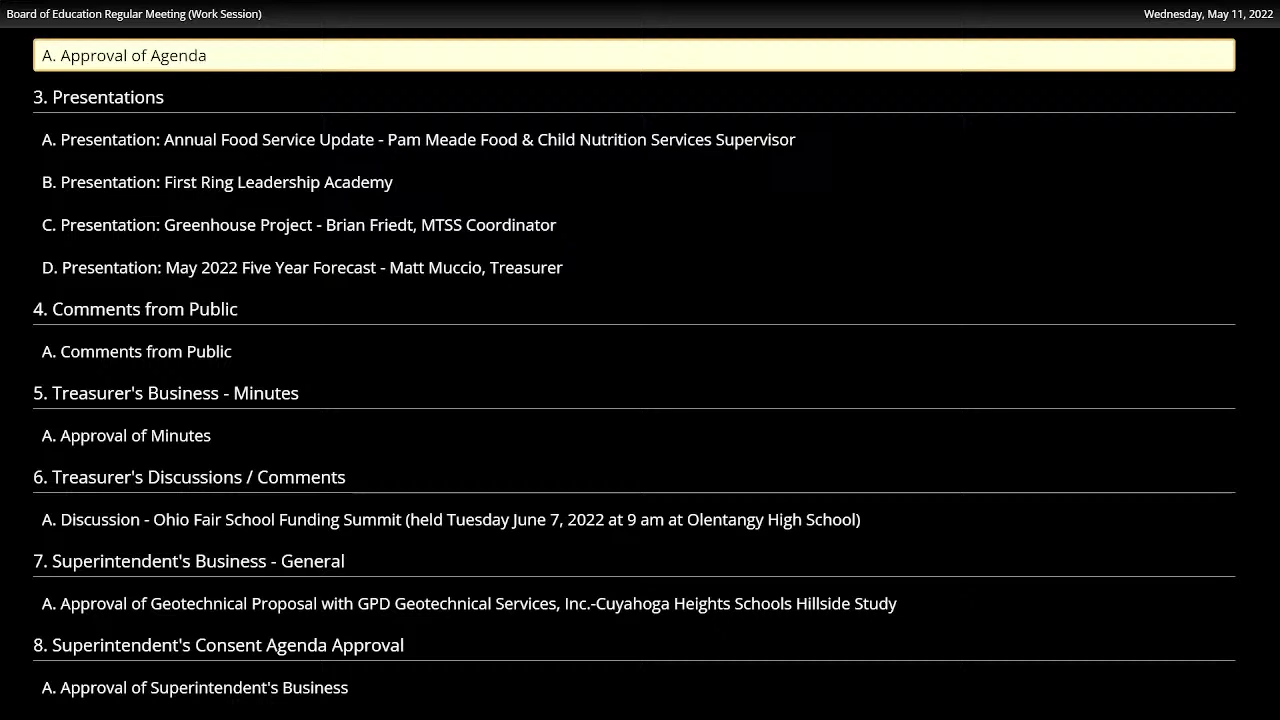 Board of Education Regular Meeting (Work Session)
Wednesday, May 11, 2022
A. Approval of Agenda
3. Presentations
A. Presentation: Annual Food Service Update - Pam Meade Food & Child Nutrition Services Supervisor
B. Presentation: First Ring Leadership Academy
C. Presentation: Greenhouse Project - Brian Friedt, MTSS Coordinator
D. Presentation: May 2022 Five Year Forecast - Matt Muccio, Treasurer
4. Comments from Public
A. Comments from Public
5. Treasurer's Business - Minutes
A. Approval of Minutes
6. Treasurer's Discussions / Comments
A. Discussion - Ohio Fair School Funding Summit (held Tuesday June 7, 2022 at 9 am at Olentangy High School)
7. Superintendent's Business - General
A. Approval of Geotechnical Proposal with GPD Geotechnical Services, Inc.-Cuyahoga Heights Schools Hillside Study
8. Superintendent's Consent Agenda Approval
A. Approval of Superintendent's Business